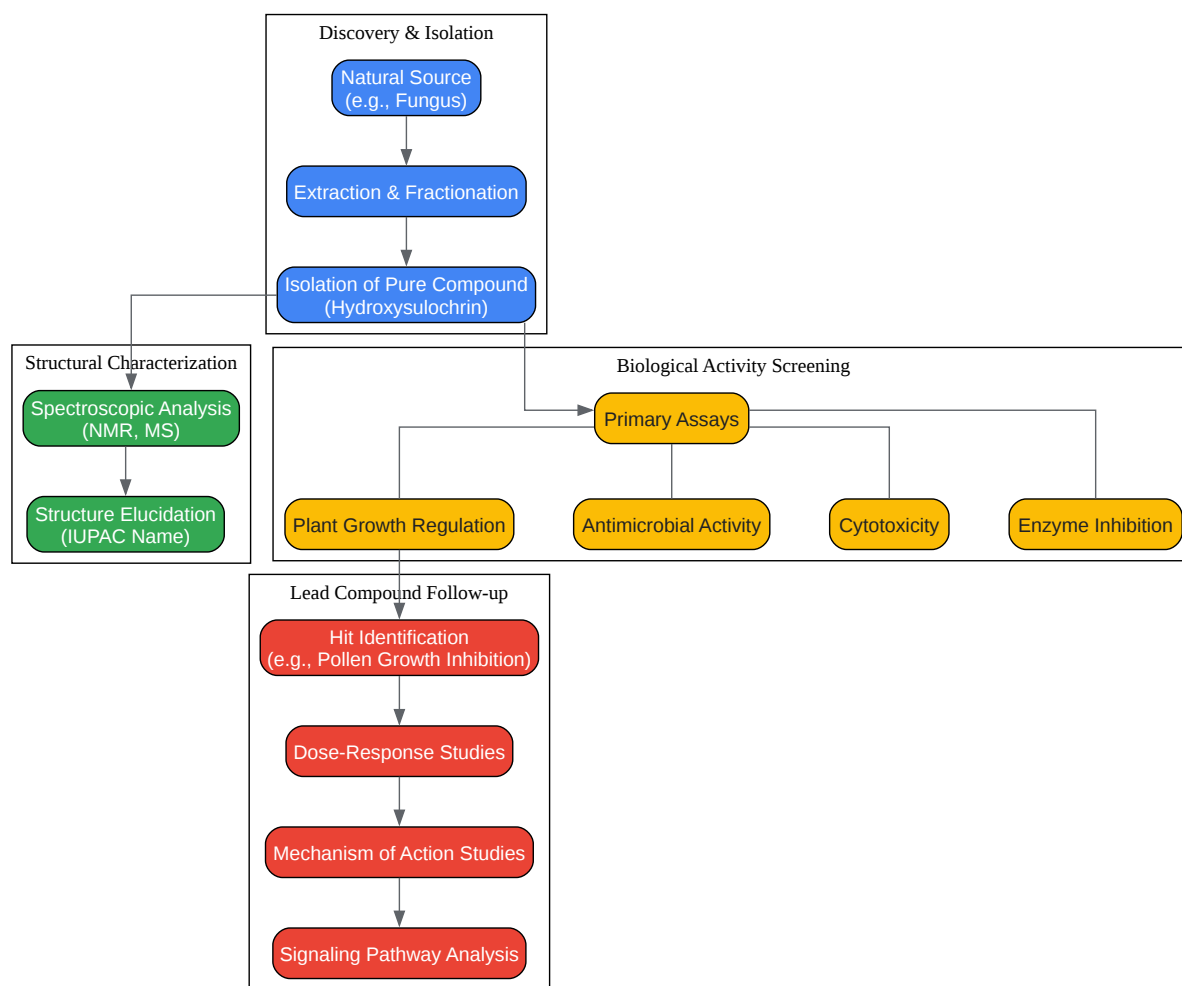 Discovery & Isolation
Natural Source
(e.g., Fungus)
Extraction & Fractionation
Isolation of Pure Compound
(Hydroxysulochrin)
Structural Characterization
Spectroscopic Analysis
(NMR, MS)
Structure Elucidation
(IUPAC Name)
Biological Activity Screening
Primary Assays
Plant Growth Regulation
Antimicrobial Activity
Cytotoxicity
Enzyme Inhibition
Lead Compound Follow-up
Hit Identification
(e.g., Pollen Growth Inhibition)
Dose-Response Studies
Mechanism of Action Studies
Signaling Pathway Analysis